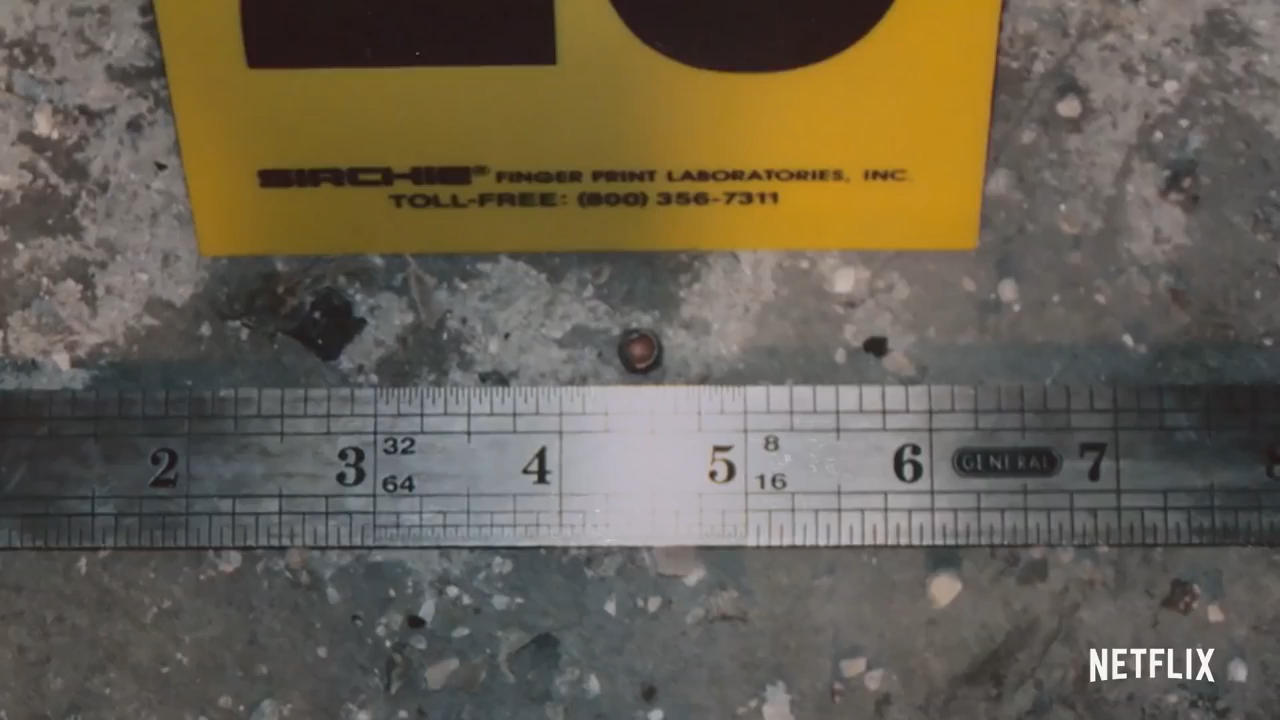 SIRCHIE® FINGER PRINT LABORATORIES, INC.
TOLL-FREE: (800) 356-7311
2 3 32 4 5 8 6 GENERAL 7 8
64 16
NETFLIX